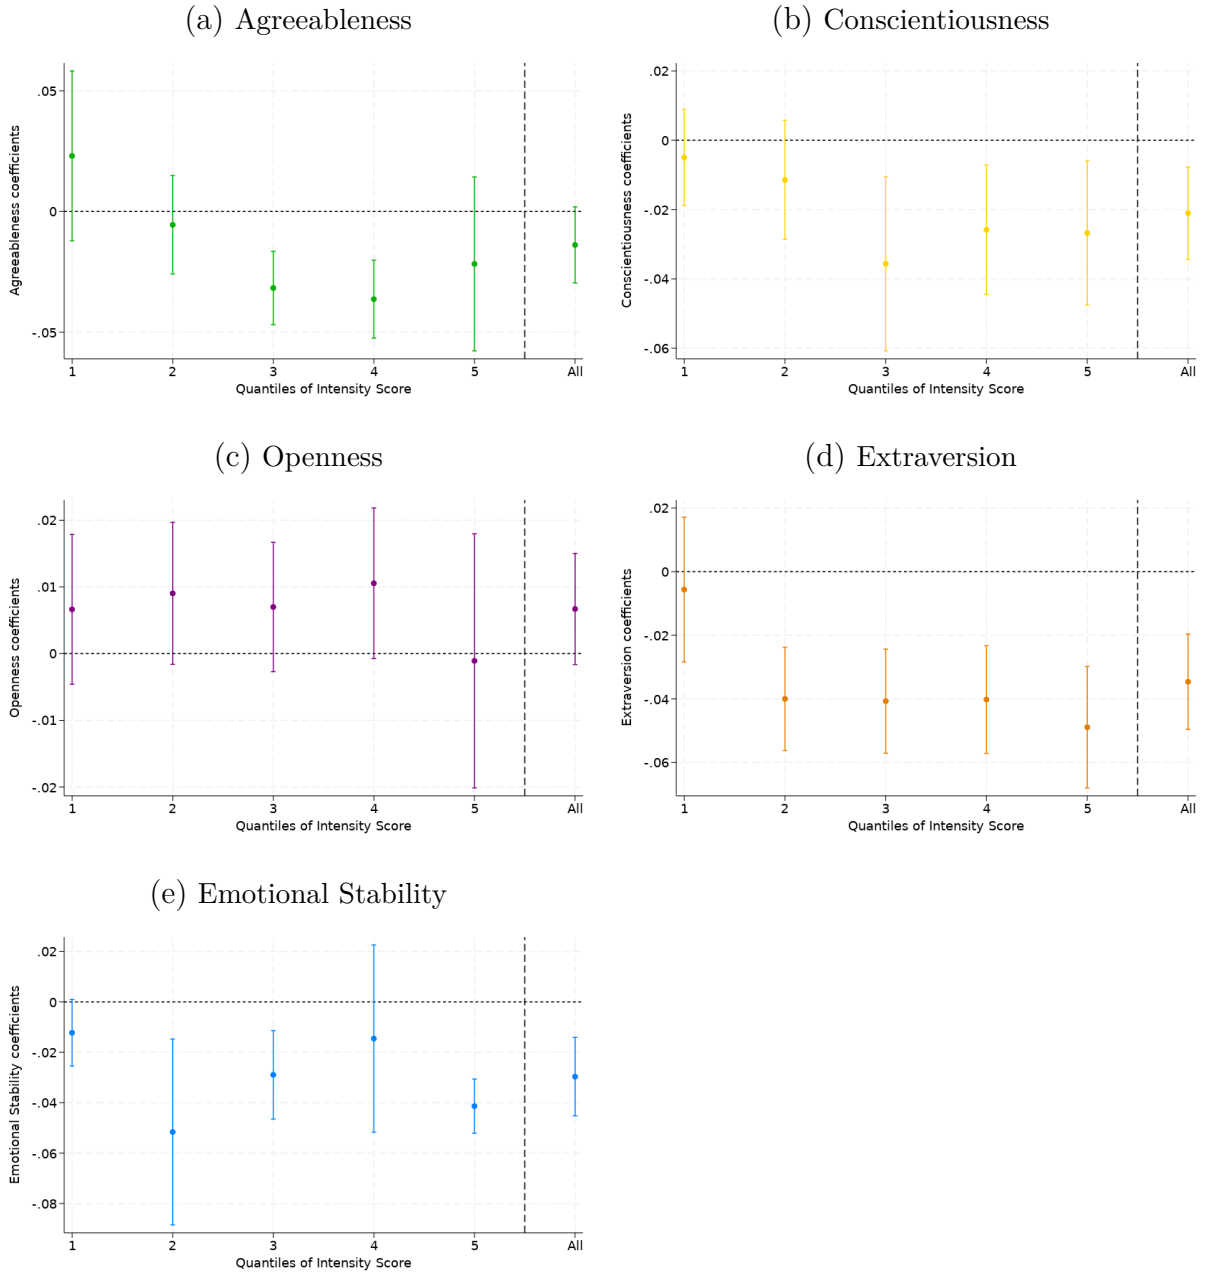 (a) Agreeableness
.05
0
-.05
Agreeableness coefficients
1 2 3 4 5 All
Quantiles of Intensity Score
(b) Conscientiousness
.02
0
-.02
-.04
-.06
Conscientiousness coefficients
1 2 3 4 5 All
Quantiles of Intensity Score
(c) Openness
.02
.01
0
-.01
-.02
Openness coefficients
1 2 3 4 5 All
Quantiles of Intensity Score
(d) Extraversion
.02
0
-.02
-.04
-.06
Extraversion coefficients
1 2 3 4 5 All
Quantiles of Intensity Score
(e) Emotional Stability
.02
0
-.02
-.04
-.06
-.08
Emotional Stability coefficients
1 2 3 4 5 All
Quantiles of Intensity Score